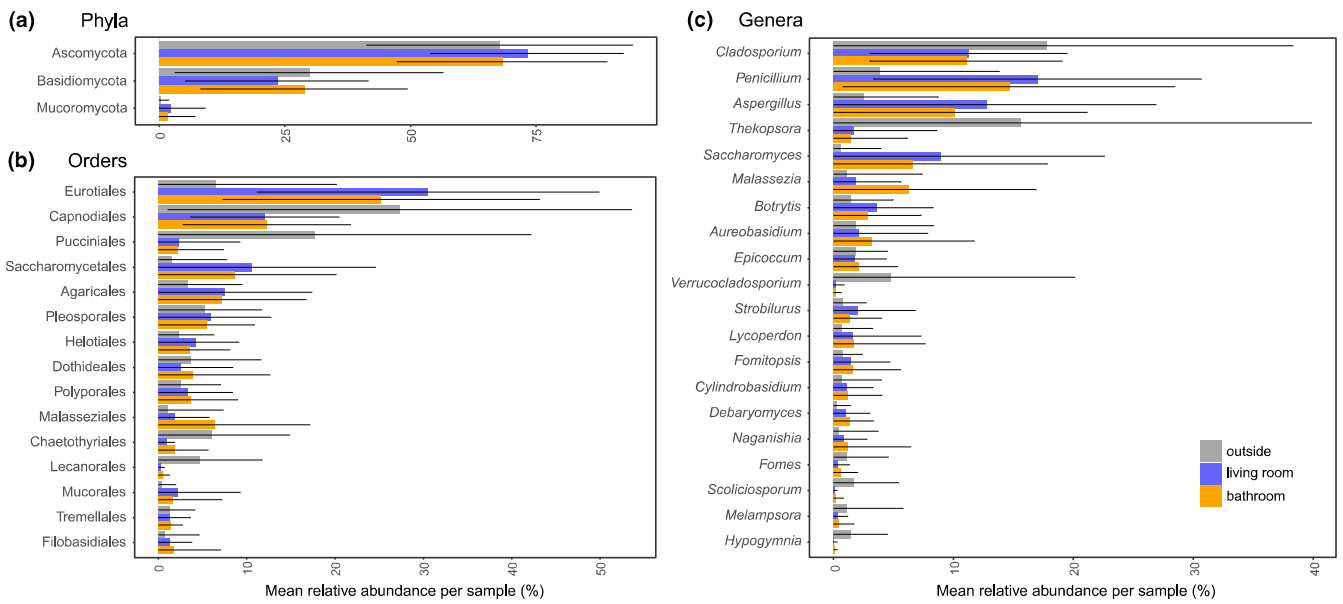 (a) Phyla
Ascomycota
Basidiomycota
Mucoromycota
0 25 50 75
(b) Orders
Eurotiales
Capnodiales
Pucciniales
Saccharomycetales
Agaricales
Pleosporales
Helotiales
Dothideales
Polyporales
Malasseziales
Chaetothyriales
Lecanorales
Mucorales
Tremellales
Filobasidiales
0 10 20 30 40 50
Mean relative abundance per sample (%)
(c) Genera
Cladosporium
Penicillium
Aspergillus
Thekopsora
Saccharomyces
Malassezia
Botrytis
Aureobasidium
Epicoccum
Verrucocladosporium
Strobilurus
Lycoperdon
Fomitopsis
Cylindrobasidium
Debaryomyces
Naganishia
Fomes
Scoliciosporum
Melampsora
Hypogymnia
outside
living room
bathroom
0 10 20 30 40
Mean relative abundance per sample (%)